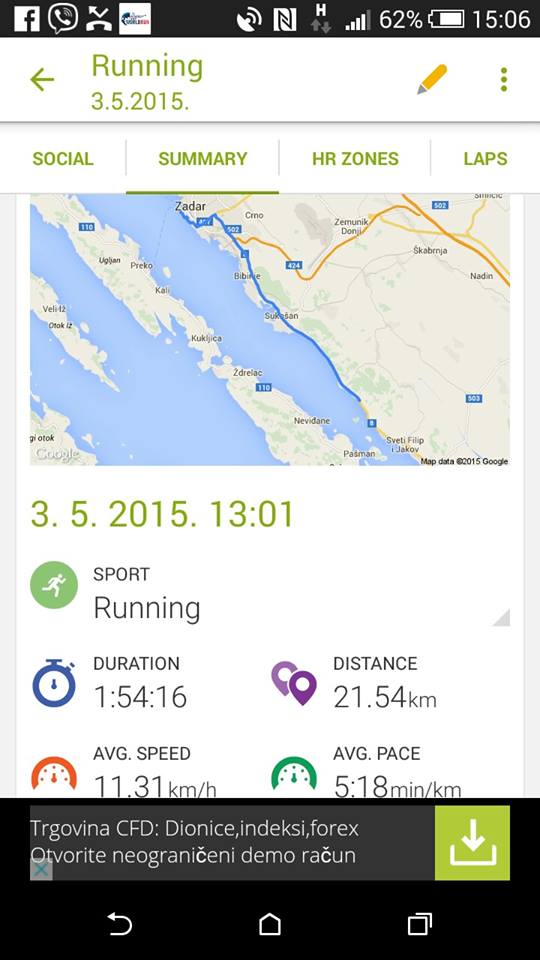 H
62%
15:06
Running
3.5.2015.
SOCIAL
SUMMARY
HR ZONES
LAPS
Zadar
502
Smilčić
110
Crno
502
Zemunik
Donji
Škabrnja
Ugljan
Preko
424
Bibinje
Nadin
Kali
Veli Iž
Otok Iž
Sukošan
Kukljica
Ždrelac
110
503
Neviđane
8
gi otok
Sveti Filip
i Jakov
Pašman
Google
Map data ©2015 Google
3. 5. 2015. 13:01
SPORT
Running
DURATION
1:54:16
DISTANCE
21.54km
AVG. SPEED
11.31km/h
AVG. PACE
5:18min/km
Trgovina CFD: Dionice,indeksi,forex
Otvorite neograničeni demo račun